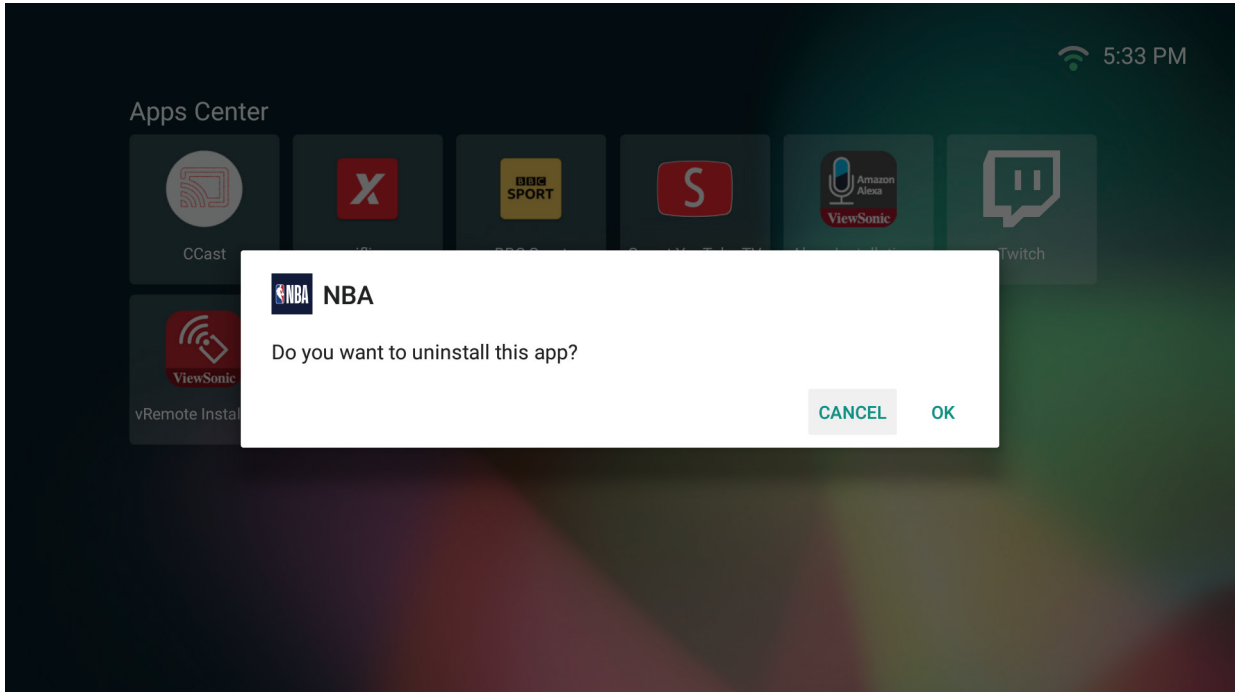 5:33 PM
Apps Center
X
BBC
SPORT
S
Amazon
Alexa
ViewSonic
CCast
Twitch
NBA NBA
Do you want to uninstall this app?
ViewSonic
vRemote Instal
CANCEL OK